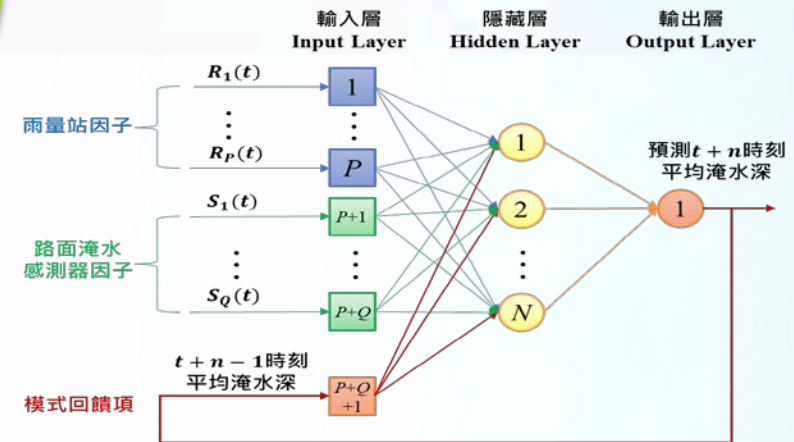 輸入層
Input Layer
隱藏層
Hidden Layer
輸出層
Output Layer
雨量站因子
R₁(t)
⋮
R_P(t)
1
⋮
P
路面淹水
感測器因子
S₁(t)
⋮
S_Q(t)
P+1
⋮
P+Q
模式回饋項
t + n − 1時刻
平均淹水深
P+Q
+1
1
2
⋮
N
1
預測t + n時刻
平均淹水深